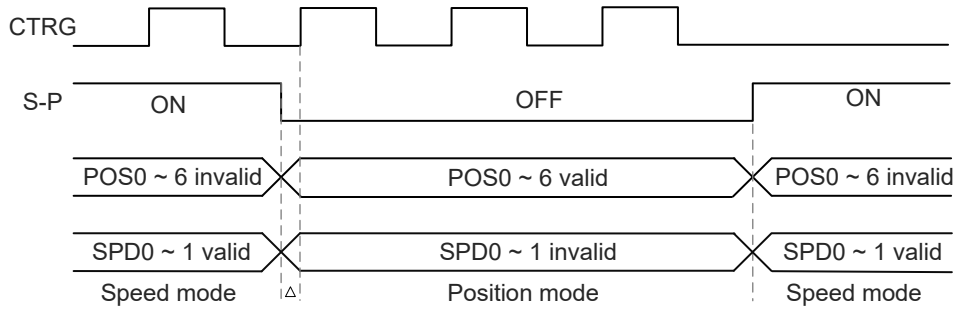 CTRG
S-P ON OFF ON
POS0 ~ 6 invalid POS0 ~ 6 valid POS0 ~ 6 invalid
SPD0 ~ 1 valid SPD0 ~ 1 invalid SPD0 ~ 1 valid
Speed mode △ Position mode Speed mode